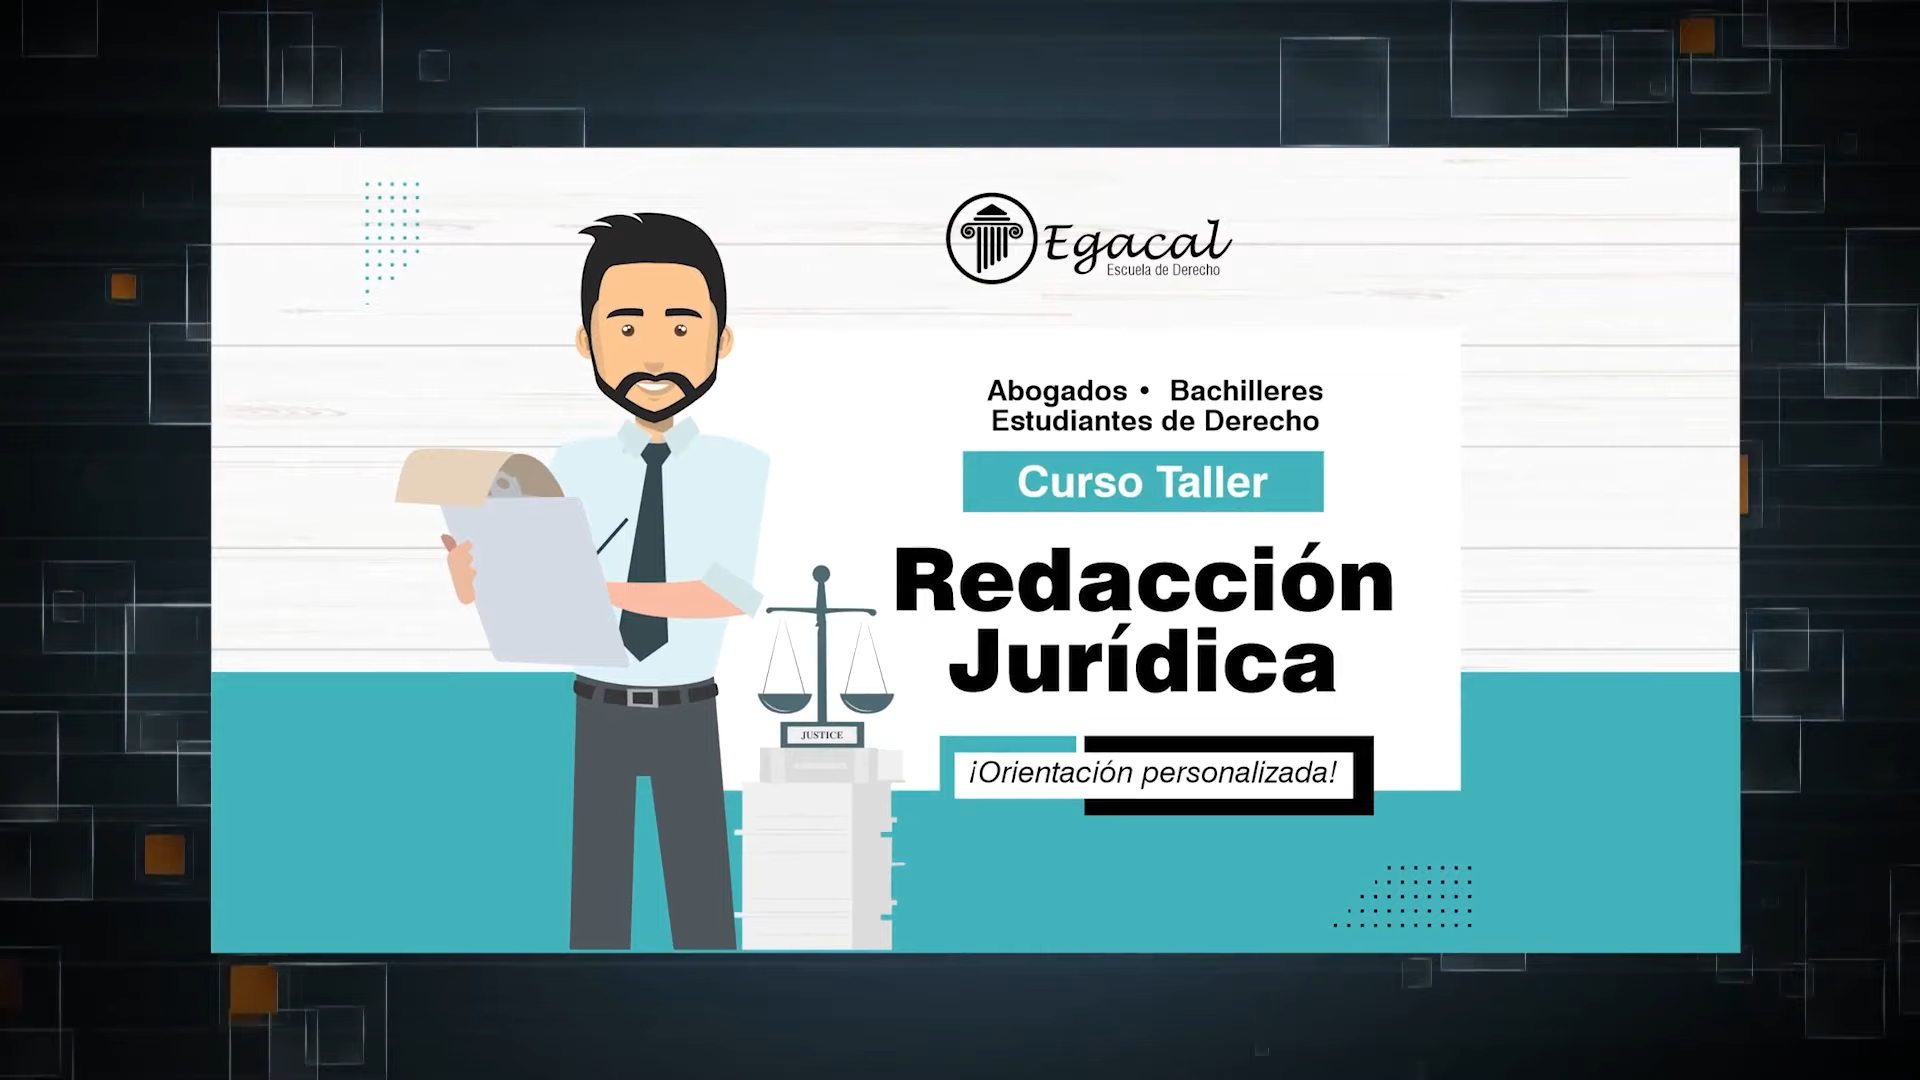 Egacal
Escuela de Derecho
Abogados • Bachilleres
Estudiantes de Derecho
Curso Taller
Redacción
Jurídica
JUSTICE
¡Orientación personalizada!